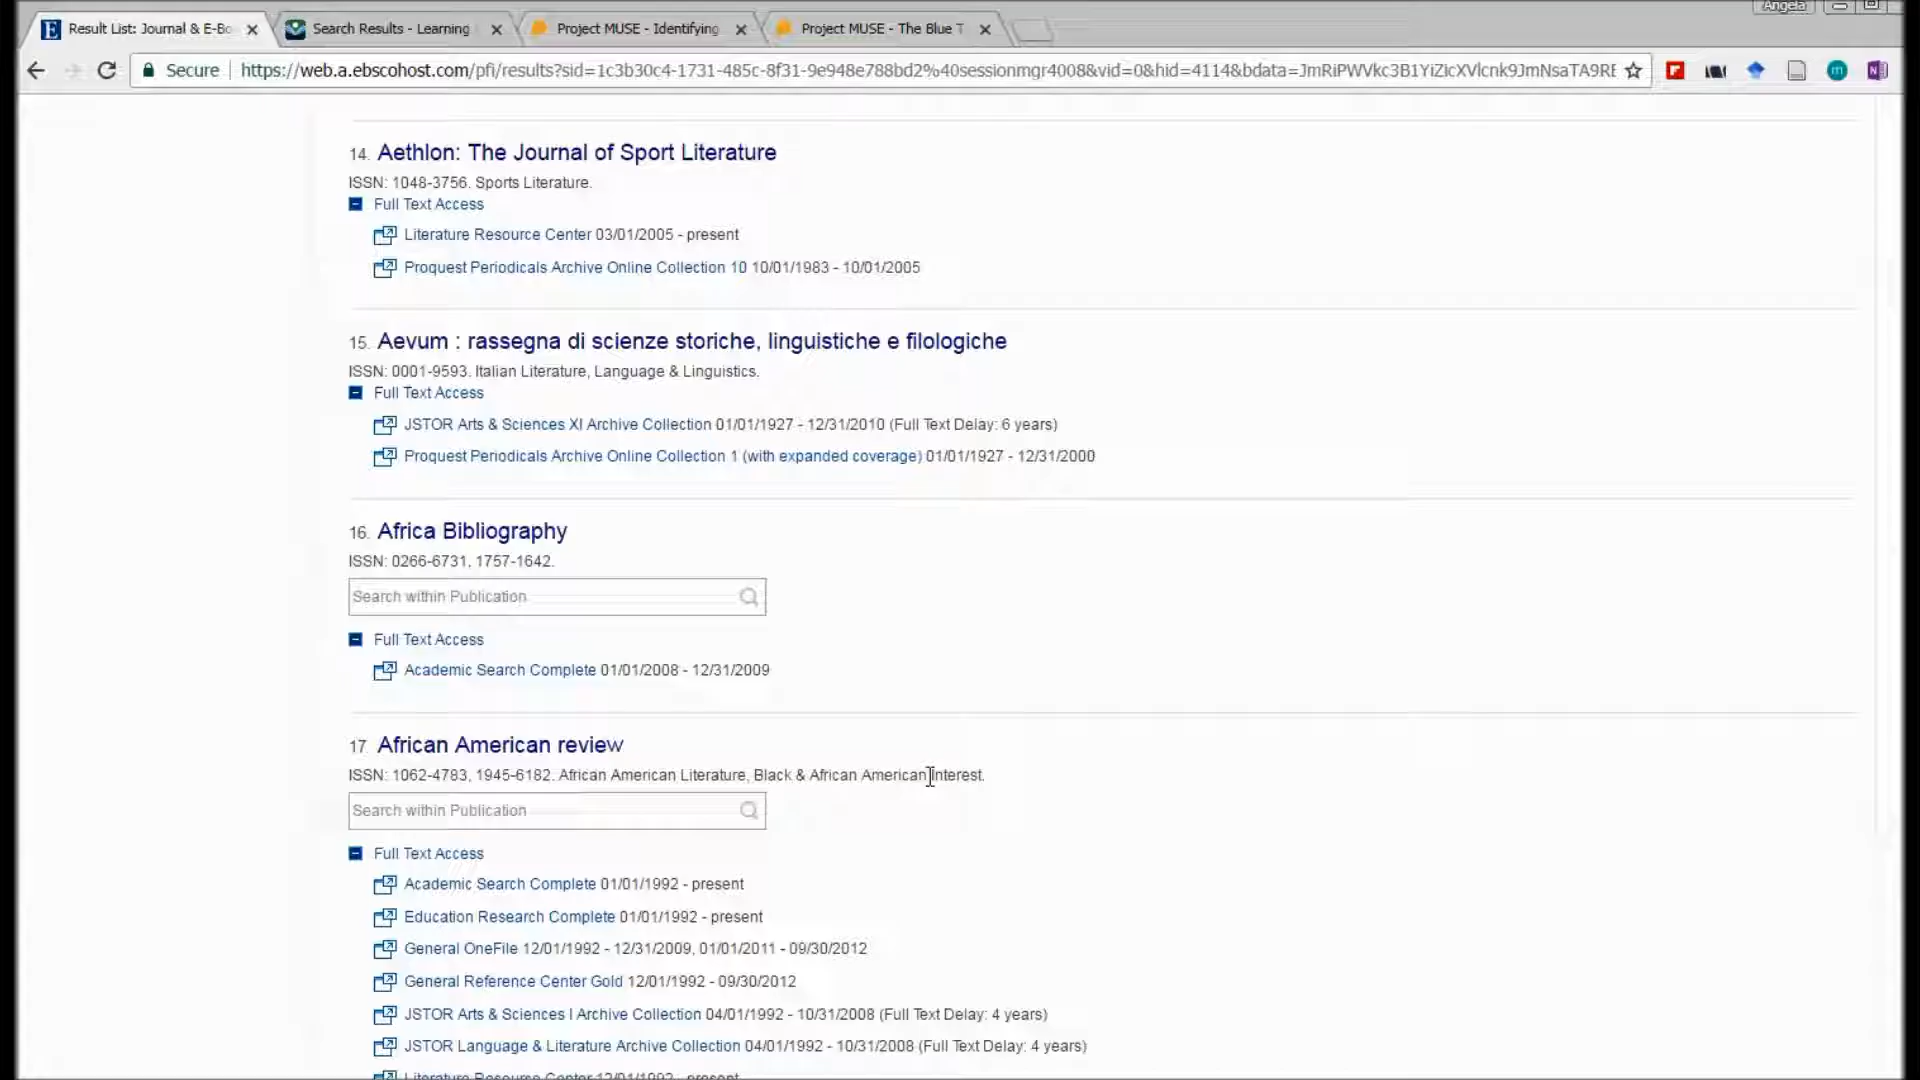 Angela
Result List: Journal & E-Bo
Search Results - Learning
Project MUSE - Identifying
Project MUSE - The Blue T
Secure https://web.a.ebscohost.com/pfi/results?sid=1c3b30c4-1731-485c-8f31-9e948e788bd2%40sessionmgr4008&vid=0&hid=4114&bdata=JmRiPWVkc3B1YiZicXVlcnk9JmNsaTA9RE
14. Aethlon: The Journal of Sport Literature
ISSN: 1048-3756. Sports Literature.
Full Text Access
Literature Resource Center 03/01/2005 - present
Proquest Periodicals Archive Online Collection 10 10/01/1983 - 10/01/2005
15. Aevum : rassegna di scienze storiche, linguistiche e filologiche
ISSN: 0001-9593. Italian Literature, Language & Linguistics.
Full Text Access
JSTOR Arts & Sciences XI Archive Collection 01/01/1927 - 12/31/2010 (Full Text Delay: 6 years)
Proquest Periodicals Archive Online Collection 1 (with expanded coverage) 01/01/1927 - 12/31/2000
16. Africa Bibliography
ISSN: 0266-6731, 1757-1642.
Search within Publication
Full Text Access
Academic Search Complete 01/01/2008 - 12/31/2009
17. African American review
ISSN: 1062-4783, 1945-6182. African American Literature, Black & African American Interest.
Search within Publication
Full Text Access
Academic Search Complete 01/01/1992 - present
Education Research Complete 01/01/1992 - present
General OneFile 12/01/1992 - 12/31/2009, 01/01/2011 - 09/30/2012
General Reference Center Gold 12/01/1992 - 09/30/2012
JSTOR Arts & Sciences I Archive Collection 04/01/1992 - 10/31/2008 (Full Text Delay: 4 years)
JSTOR Language & Literature Archive Collection 04/01/1992 - 10/31/2008 (Full Text Delay: 4 years)
Literature Resource Center 12/01/1992 - present